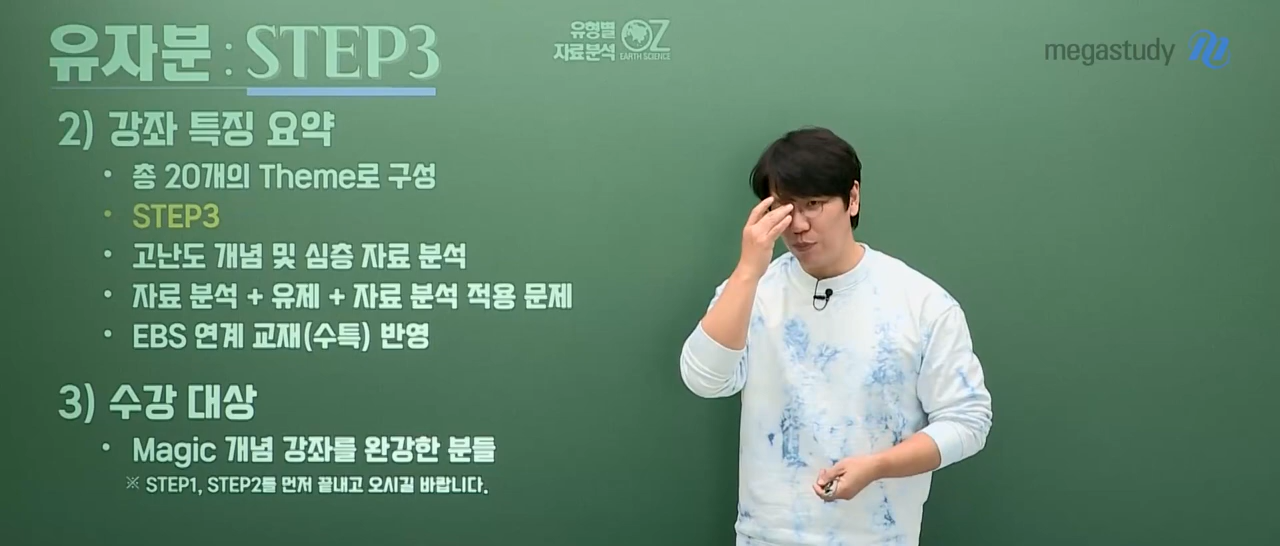 유자분 : STEP3
유형별
자료분석 OZ
EARTH SCIENCE
megastudy
2) 강좌 특징 요약
• 총 20개의 Theme로 구성
• STEP3
• 고난도 개념 및 심층 자료 분석
• 자료 분석 + 유제 + 자료 분석 적용 문제
• EBS 연계 교재(수특) 반영
3) 수강 대상
• Magic 개념 강좌를 완강한 분들
※ STEP1, STEP2를 먼저 끝내고 오시길 바랍니다.